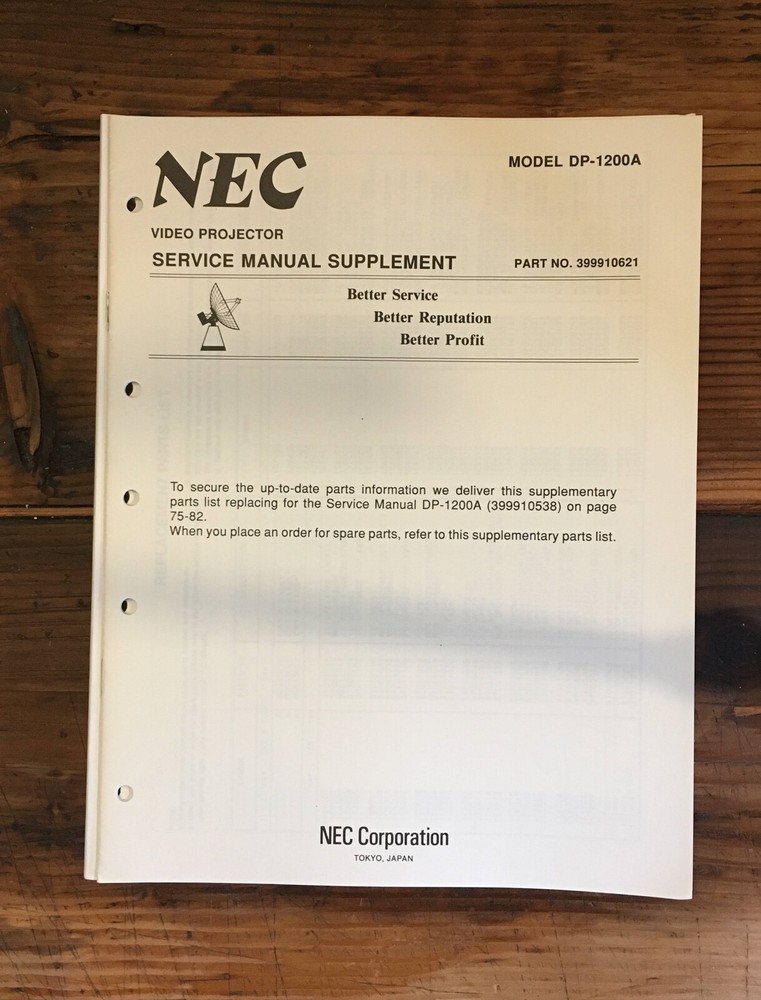 NEC
MODEL DP-1200A
VIDEO PROJECTOR
SERVICE MANUAL SUPPLEMENT
PART NO. 399910621
Better Service
Better Reputation
Better Profit
To secure the up-to-date parts information we deliver this supplementary
parts list replacing for the Service Manual DP-1200A (399910538) on page
75-82.
When you place an order for spare parts, refer to this supplementary parts list.
NEC Corporation
TOKYO, JAPAN